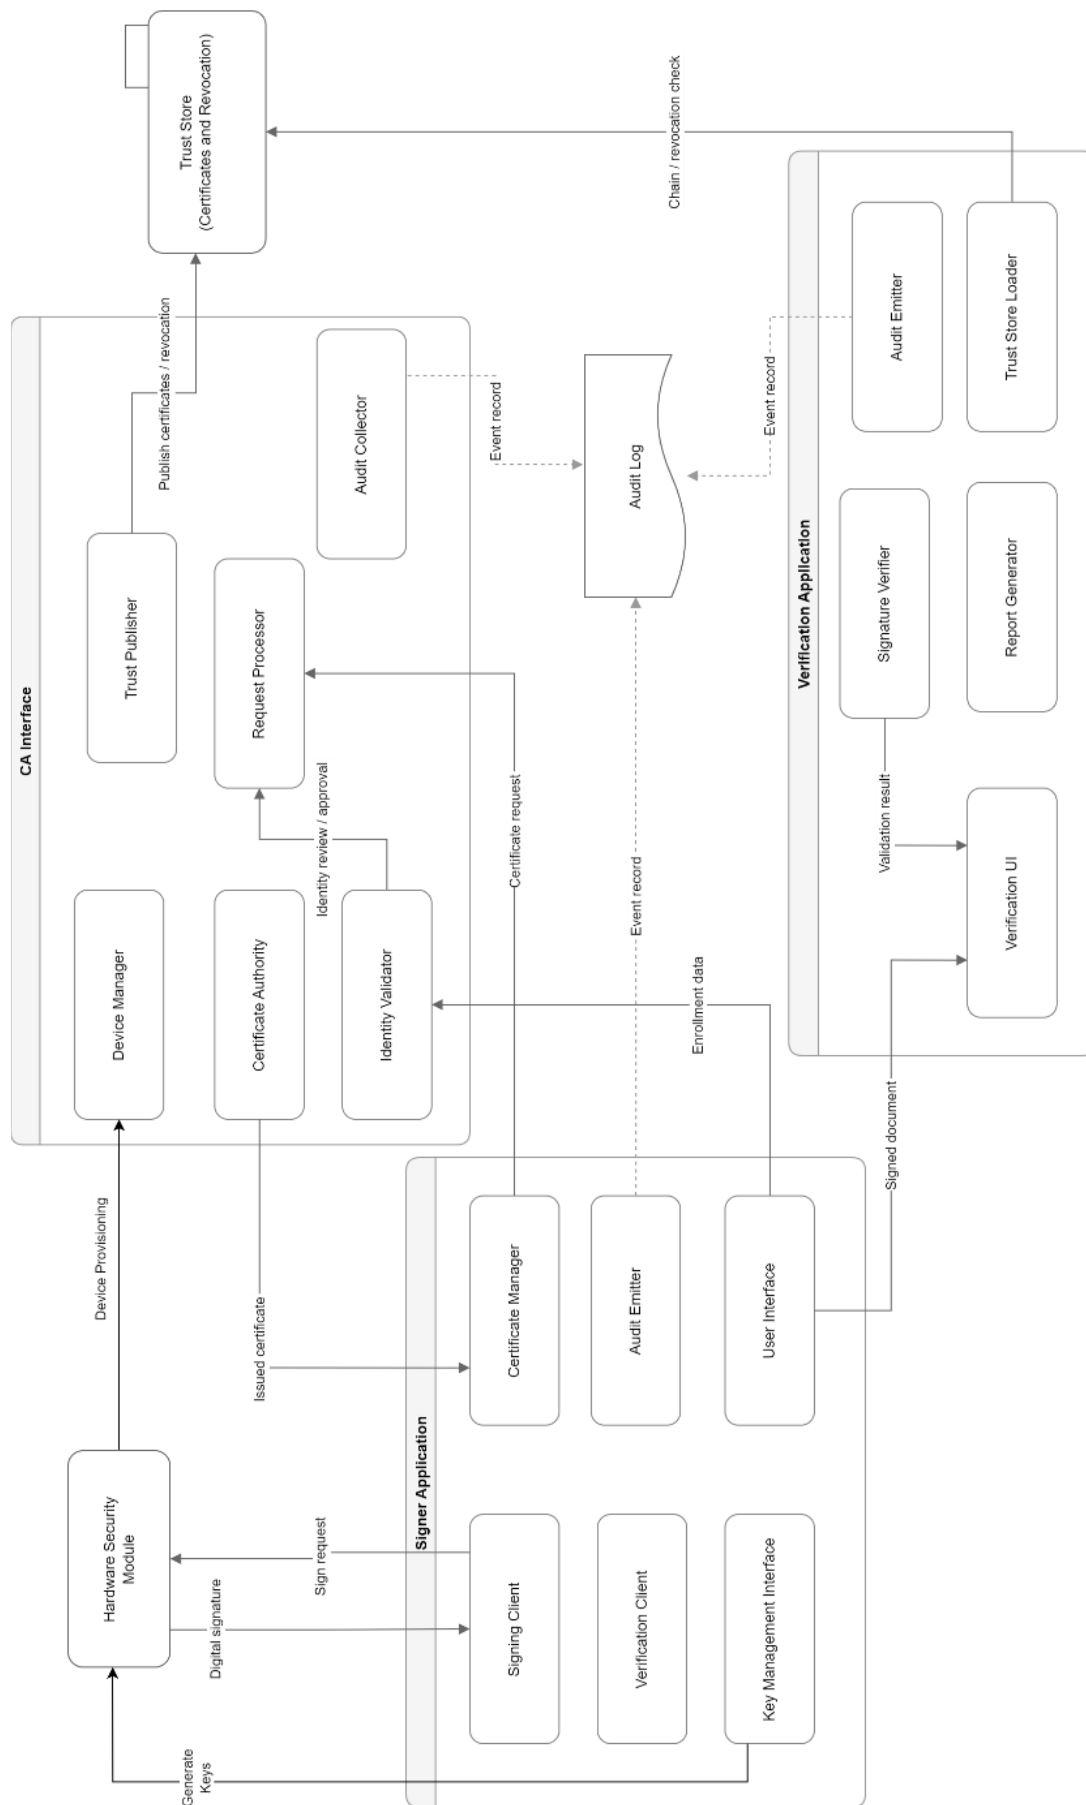 Generate
Keys
Hardware Security
Module
Device Provisioning
Digital signature
Sign request
Issued certificate
Signer Application
Signing Client
Certificate Manager
Verification Client
Audit Emitter
Key Management Interface
User Interface
CA Interface
Device Manager
Trust Publisher
Certificate Authority
Request Processor
Identity Validator
Audit Collector
Identity review / approval
Publish certificates / revocation
Trust Store
(Certificates and Revocation)
Certificate request
Event record
Event record
Audit Log
Event record
Enrollment data
Chain / revocation check
Signed document
Verification Application
Signature Verifier
Audit Emitter
Validation result
Verification UI
Report Generator
Trust Store Loader